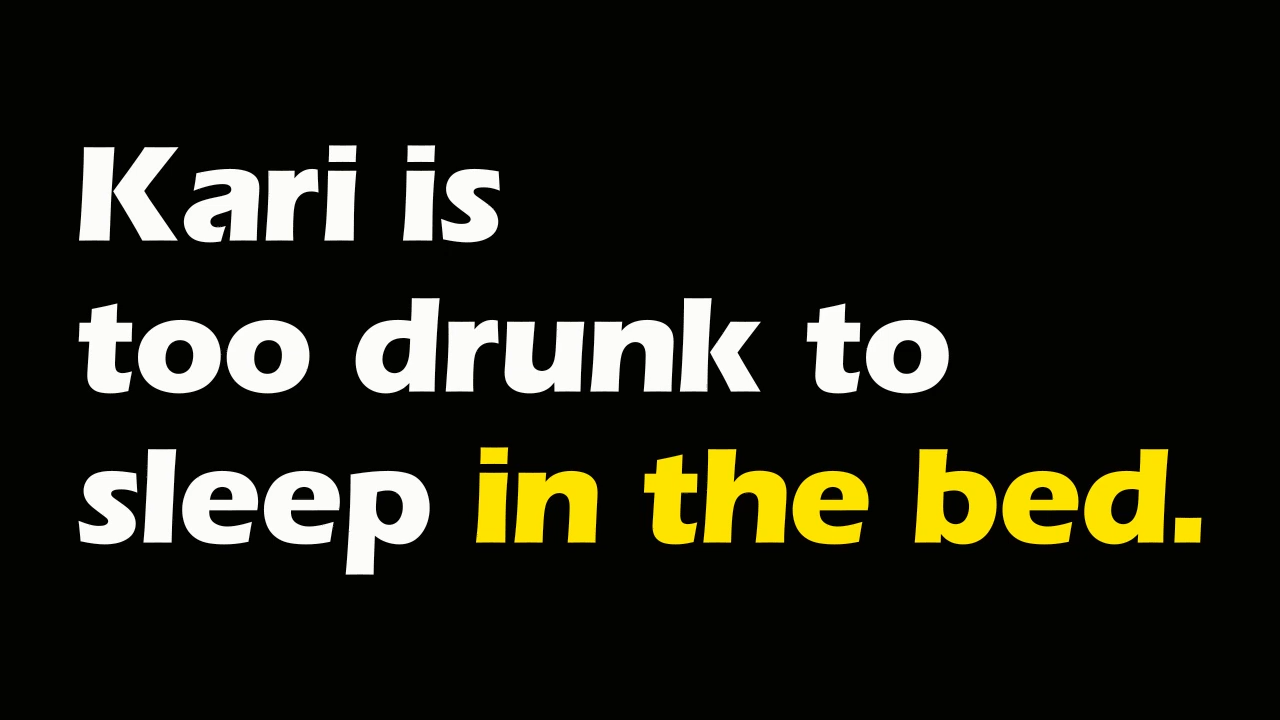 Kari is
too drunk to
sleep in the bed.